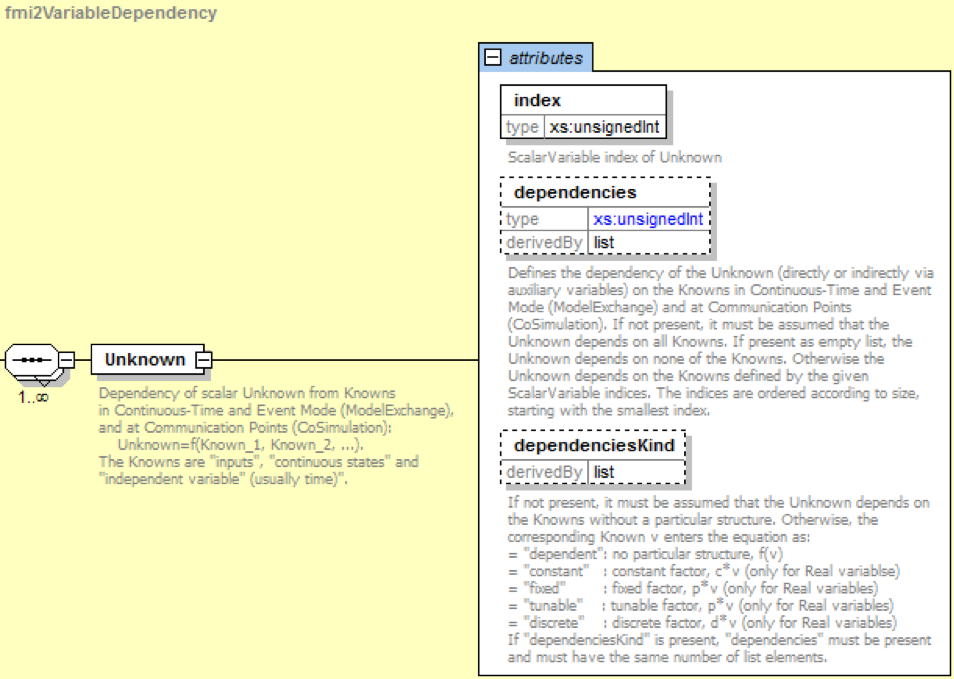 fmi2VariableDependency
attributes
index
type xs:unsignedInt
ScalarVariable index of Unknown
dependencies
type xs:unsignedInt
derivedBy list
Defines the dependency of the Unknown (directly or indirectly via
auxiliary variables) on the Knowns in Continuous-Time and Event
Mode (ModelExchange) and at Communication Points
(CoSimulation). If not present, it must be assumed that the
Unknown depends on all Knowns. If present as empty list, the
Unknown depends on none of the Knowns. Otherwise the
Unknown depends on the Knowns defined by the given
ScalarVariable indices. The indices are ordered according to size,
starting with the smallest index.
Unknown
1..∞
Dependency of scalar Unknown from Knowns
in Continuous-Time and Event Mode (ModelExchange),
and at Communication Points (CoSimulation):
Unknown=f(Known_1, Known_2, ...).
The Knowns are "inputs", "continuous states" and
"independent variable" (usually time)".
dependenciesKind
derivedBy list
If not present, it must be assumed that the Unknown depends on
the Knowns without a particular structure. Otherwise, the
corresponding Known v enters the equation as:
= "dependent": no particular structure, f(v)
= "constant" : constant factor, c*v (only for Real variablse)
= "fixed" : fixed factor, p*v (only for Real variables)
= "tunable" : tunable factor, p*v (only for Real variables)
= "discrete" : discrete factor, d*v (only for Real variables)
If "dependenciesKind" is present, "dependencies" must be present
and must have the same number of list elements.